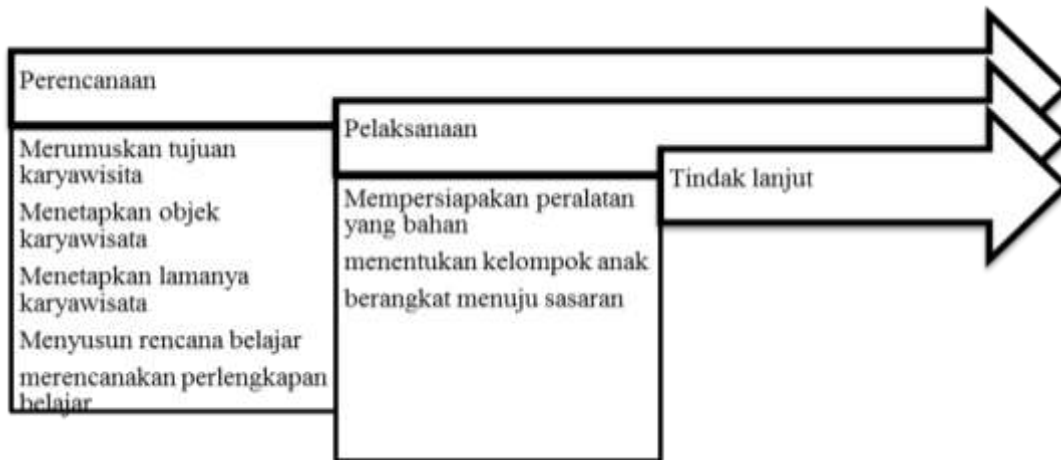 Perencanaan
Merumuskan tujuan
karyawisita
Menetapkan objek
karyawisata
Menetapkan lamanya
karyawisata
Menyusun rencana belajar
merencanakan perlengkapan
belajar
Pelaksanaan
Mempersiapakan peralatan
yang bahan
menentukan kelompok anak
berangkat menuju sasaran
Tindak lanjut